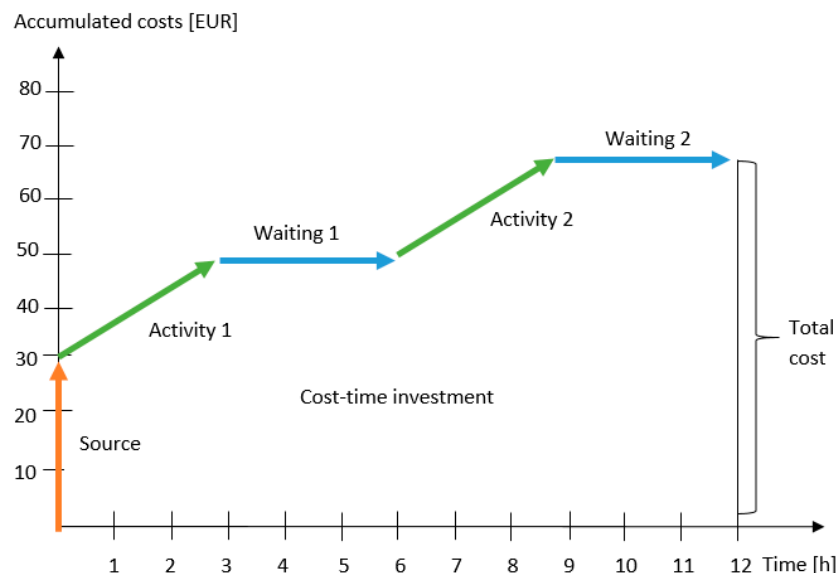 Accumulated costs [EUR]
80
70
Waiting 2
60
Waiting 1
Activity 2
50
40
Activity 1
Total
cost
30
Cost-time investment
20
Source
10
1 2 3 4 5 6 7 8 9 10 11 12 Time [h]